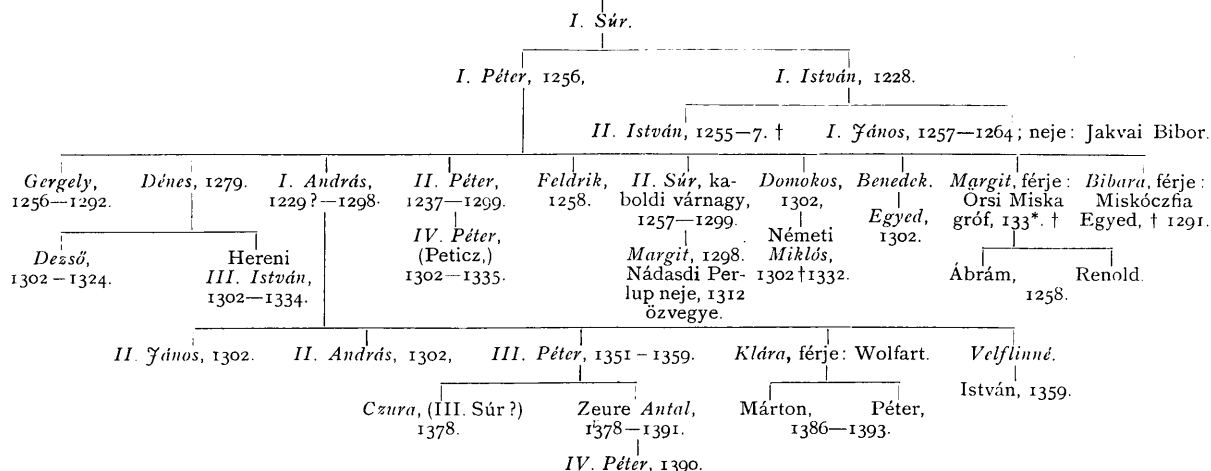 I. Súr.
I. Péter, 1256, I. István, 1228.
II. István, 1255—7. † I. János, 1257—1264; neje: Jakvai Bibor.
Gergely, Dénes, 1279. I. András, II. Péter, Feldrik, II. Súr, ka- Domokos, Benedek. Margit, férje: Bibara, férje:
1256—1292. 1229?—1298. 1237—1299. 1258. boldi várnagy, 1302, Örsi Miska Miskóczfia
1257—1299. Egyed, gróf, 133*. † Egyed, † 1291.
Dezső, Hereni IV. Péter, Németi 1302.
1302—1324. III. István, (Peticz,) Margit, 1298. Miklós,
1302—1334. 1302—1335. Nádasdi Per- 1302†1332. Ábrám, Renold.
lup neje, 1312 1258.
özvegye.
II. János, 1302. II. András, 1302, III. Péter, 1351-1359. Klára, férje: Wolfart. Velflinné.
István, 1359.
Czura, (III. Súr?) Zeure Antal, Márton, Péter,
1378. 1378—1391. 1386—1393.
IV. Péter, 1390.